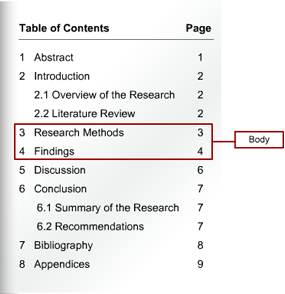 Table of Contents Page
1 Abstract 1
2 Introduction 2
2.1 Overview of the Research 2
2.2 Literature Review 2
3 Research Methods 3
4 Findings 4
Body
5 Discussion 6
6 Conclusion 7
6.1 Summary of the Research 7
6.2 Recommendations 7
7 Bibliography 8
8 Appendices 9